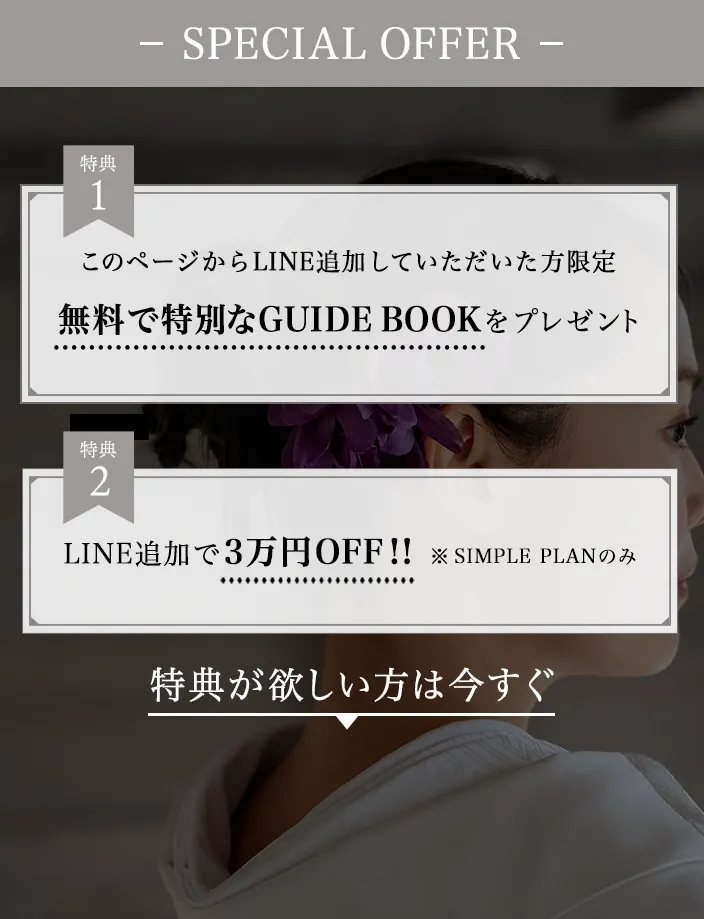 – SPECIAL OFFER –
特典
1
このページからLINE追加していただいた方限定
無料で特別なGUIDE BOOKをプレゼント
特典
2
LINE追加で3万円OFF!! ※SIMPLE PLANのみ
特典が欲しい方は今すぐ